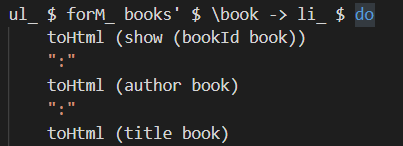 ul_ $ forM_ books' $ \book -> li_ $ do
toHtml (show (bookId book))
":"
toHtml (author book)
":"
toHtml (title book)